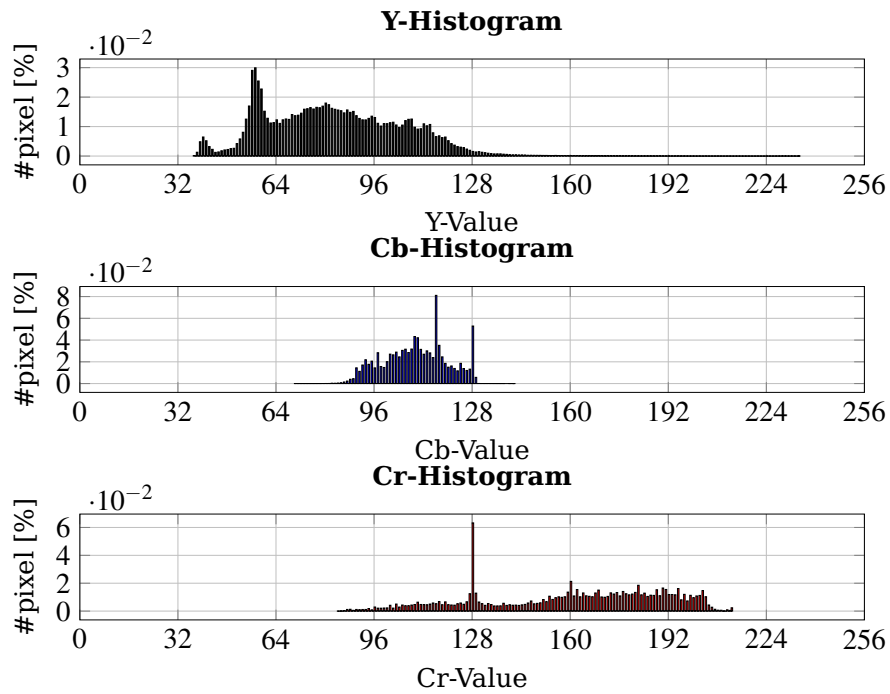 Y-Histogram
·10−2
#pixel [%]
3
2
1
0
0 32 64 96 128 160 192 224 256
Y-Value
Cb-Histogram
·10−2
#pixel [%]
8
6
4
2
0
0 32 64 96 128 160 192 224 256
Cb-Value
Cr-Histogram
·10−2
#pixel [%]
6
4
2
0
0 32 64 96 128 160 192 224 256
Cr-Value